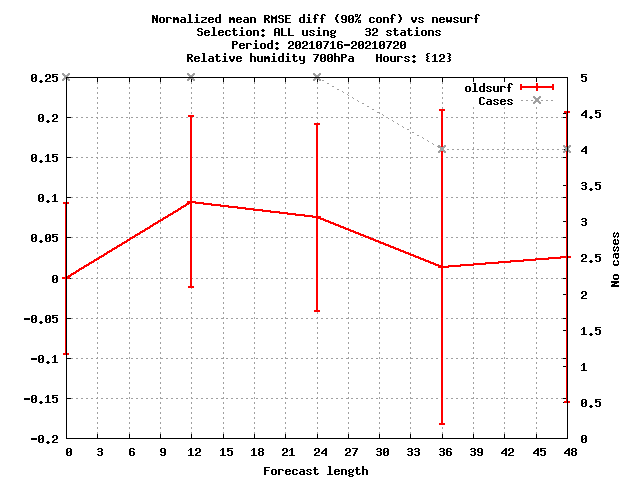 Normalized mean RMSE diff (90% conf) vs newsurf
Selection: ALL using    32 stations
Period: 20210716-20210720
Relative humidity 700hPa   Hours: {12}
oldsurf
Cases
0.25
0.2
0.15
0.1
0.05
0
-0.05
-0.1
-0.15
-0.2
5
4.5
4
3.5
3
2.5
2
1.5
1
0.5
0
No cases
0 3 6 9 12 15 18 21 24 27 30 33 36 39 42 45 48
Forecast length